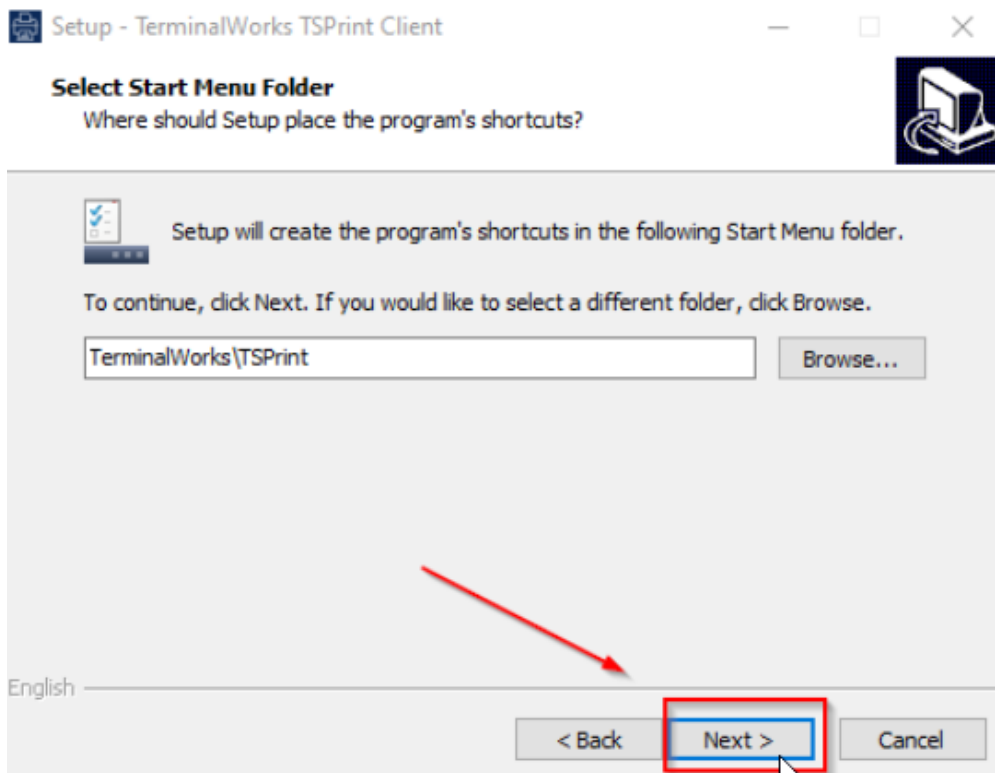 Setup - TerminalWorks TSPrint Client
Select Start Menu Folder
Where should Setup place the program's shortcuts?
Setup will create the program's shortcuts in the following Start Menu folder.
To continue, click Next. If you would like to select a different folder, click Browse.
TerminalWorks\TSPrint
Browse...
English
< Back
Next >
Cancel